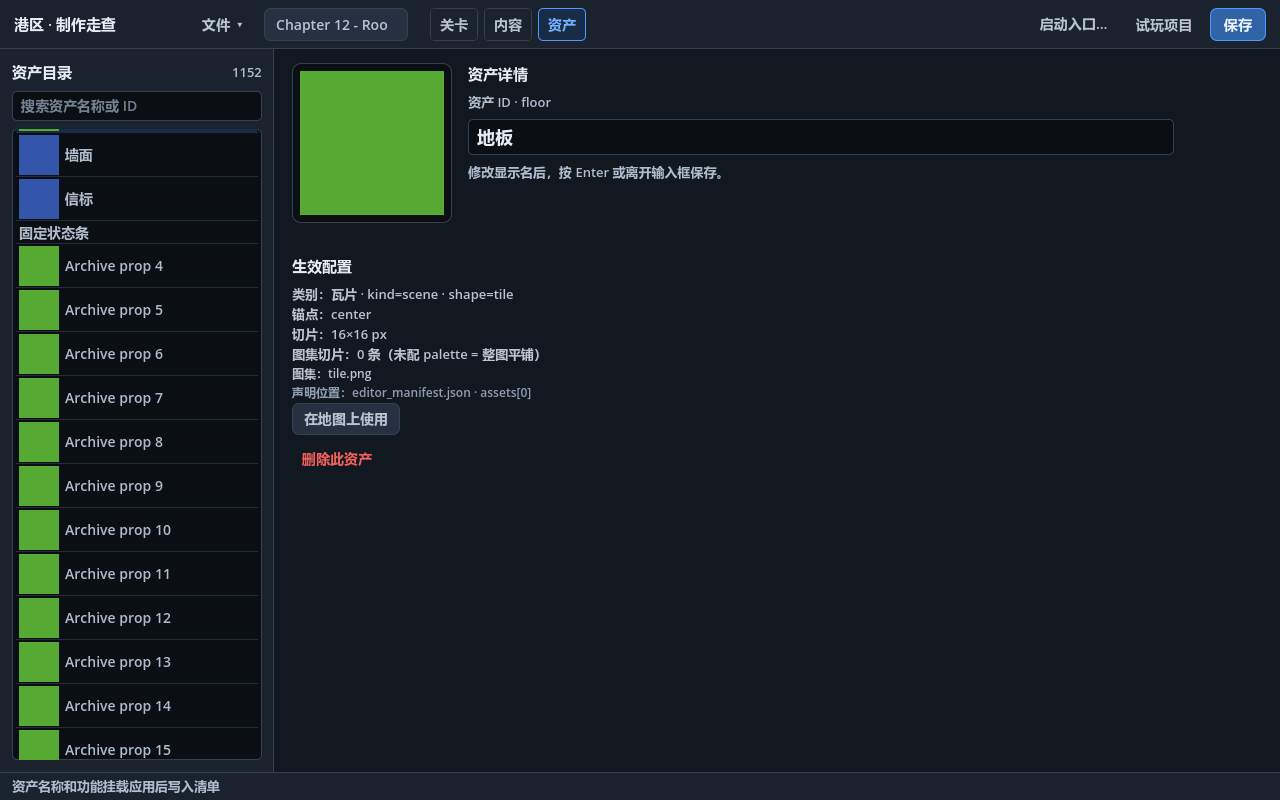 港区 · 制作走查
文件 ▾
Chapter 12 - Roo
关卡
内容
资产
启动入口...
试玩项目
保存
资产目录
1152
搜索资产名称或 ID
墙面
信标
固定状态条
Archive prop 4
Archive prop 5
Archive prop 6
Archive prop 7
Archive prop 8
Archive prop 9
Archive prop 10
Archive prop 11
Archive prop 12
Archive prop 13
Archive prop 14
Archive prop 15
资产详情
资产 ID · floor
地板
修改显示名后，按 Enter 或离开输入框保存。
生效配置
类别：瓦片 · kind=scene · shape=tile
锚点：center
切片：16×16 px
图集切片：0 条（未配 palette = 整图平铺）
图集：tile.png
声明位置：editor_manifest.json · assets[0]
在地图上使用
删除此资产
资产名称和功能挂载应用后写入清单